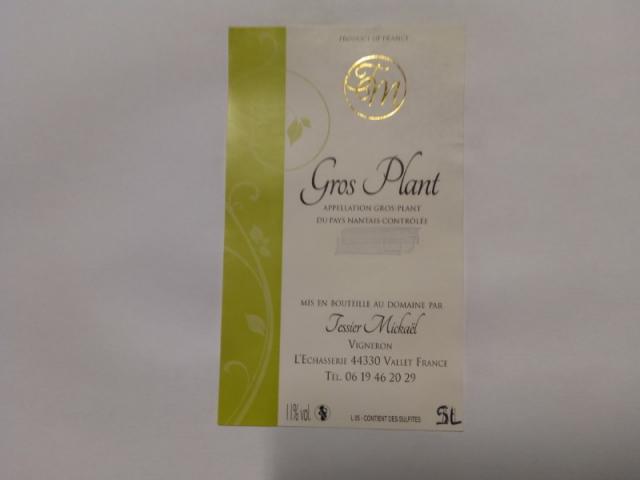 PRODUCT OF FRANCE
TM
Gros Plant
APPELLATION GROS-PLANT
DU PAYS NANTAIS CONTRÔLÉE
MIS EN BOUTEILLE AU DOMAINE PAR
Tessier Mickaël
VIGNERON
L'ECHASSERIE 44330 VALLET FRANCE
TEL. 06 19 46 20 29
11% vol.
L 05 - CONTIENT DES SULFITES